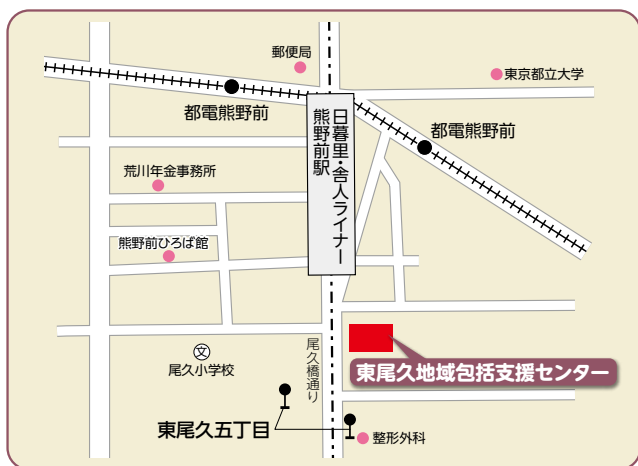 郵便局
東京都立大学
都電熊野前
都電熊野前
日暮里・舎人ライナー
熊野前駅
荒川年金事務所
熊野前ひろば館
文
尾久小学校
尾久橋通り
東尾久地域包括支援センター
東尾久五丁目
整形外科